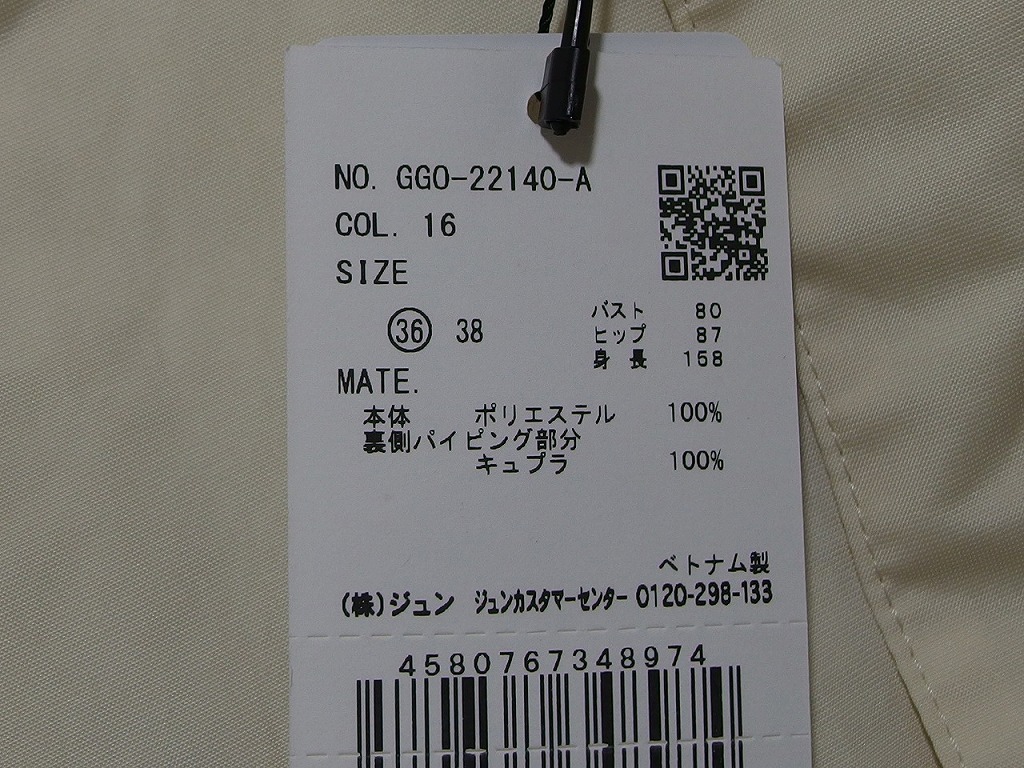 NO. GGO-22140-A
COL. 16
SIZE
36 38
バスト 80
ヒップ 87
身長 158
MATE.
本体 ポリエステル 100%
裏側パイピング部分
キュプラ 100%
ベトナム製
(株)ジュン ジュンカスタマーセンター 0120-298-133
4580767348974